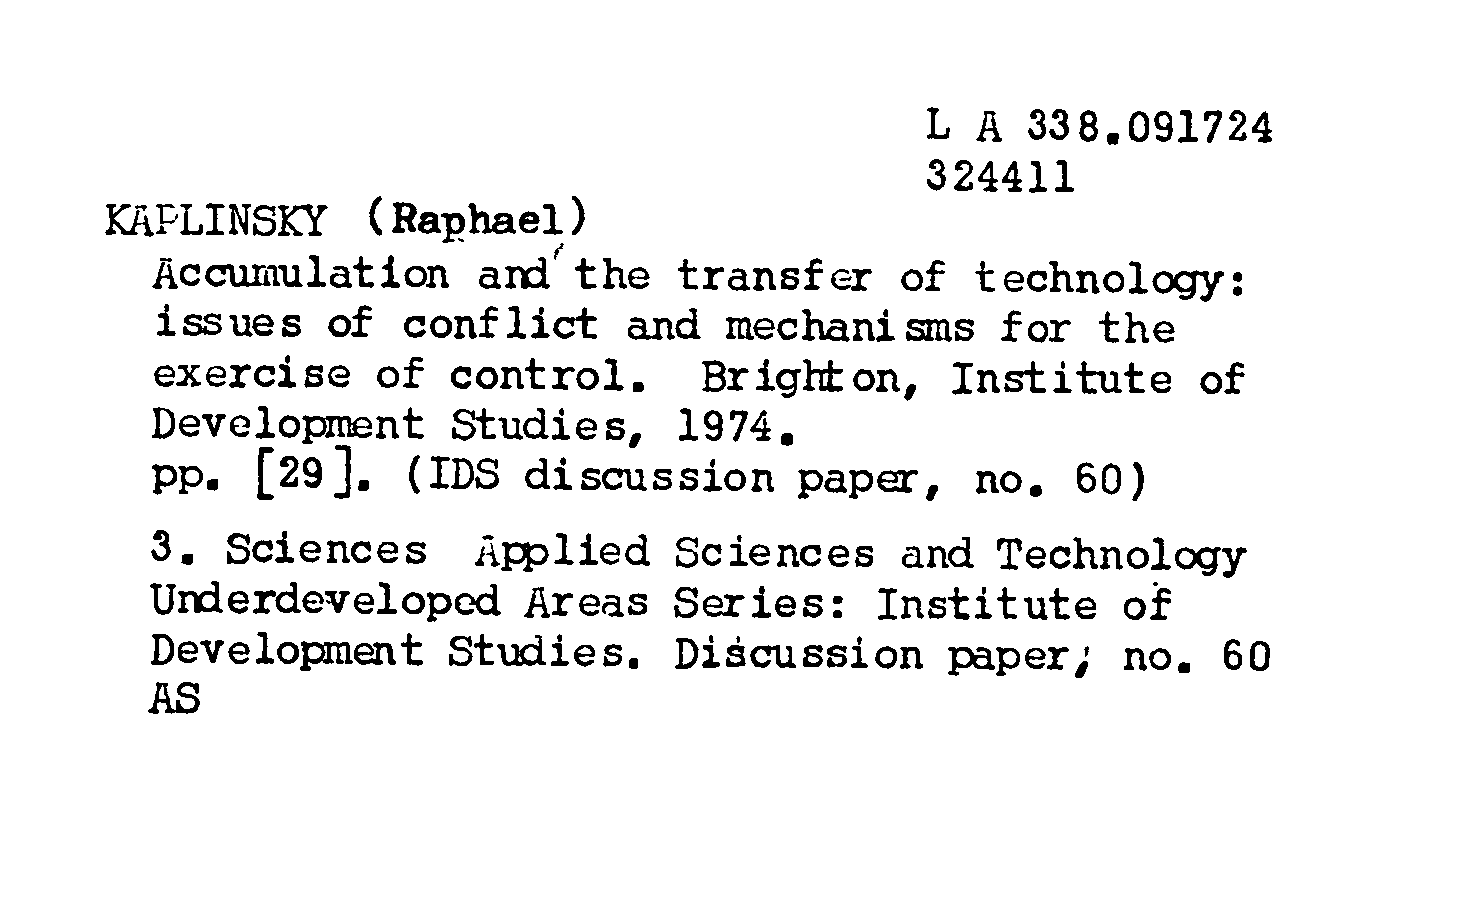 L A 338.091724
324411
KAPLINSKY (Raphael)
Accumulation and the transfer of technology:
issues of conflict and mechanisms for the
exercise of control. Brighton, Institute of
Development Studies, 1974.
pp. [29]. (IDS discussion paper, no. 60)
3. Sciences Applied Sciences and Technology
Underdeveloped Areas Series: Institute of
Development Studies. Discussion paper; no. 60
AS